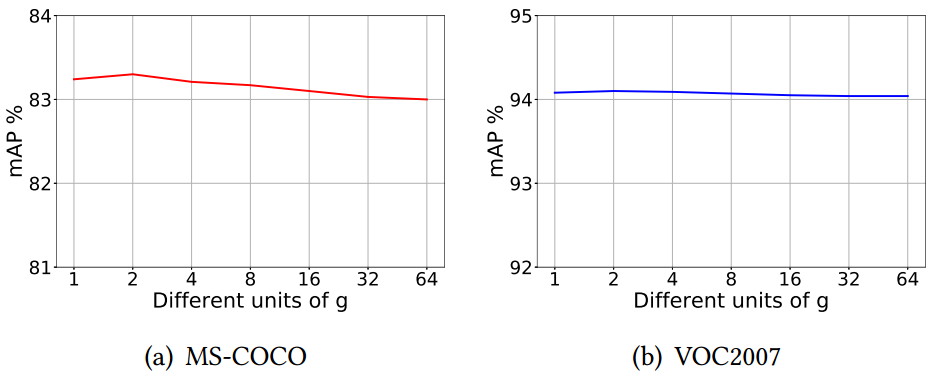 84
83
82
81
mAP %
1 2 4 8 16 32 64
Different units of g
(a) MS-COCO
95
94
93
92
mAP %
1 2 4 8 16 32 64
Different units of g
(b) VOC2007